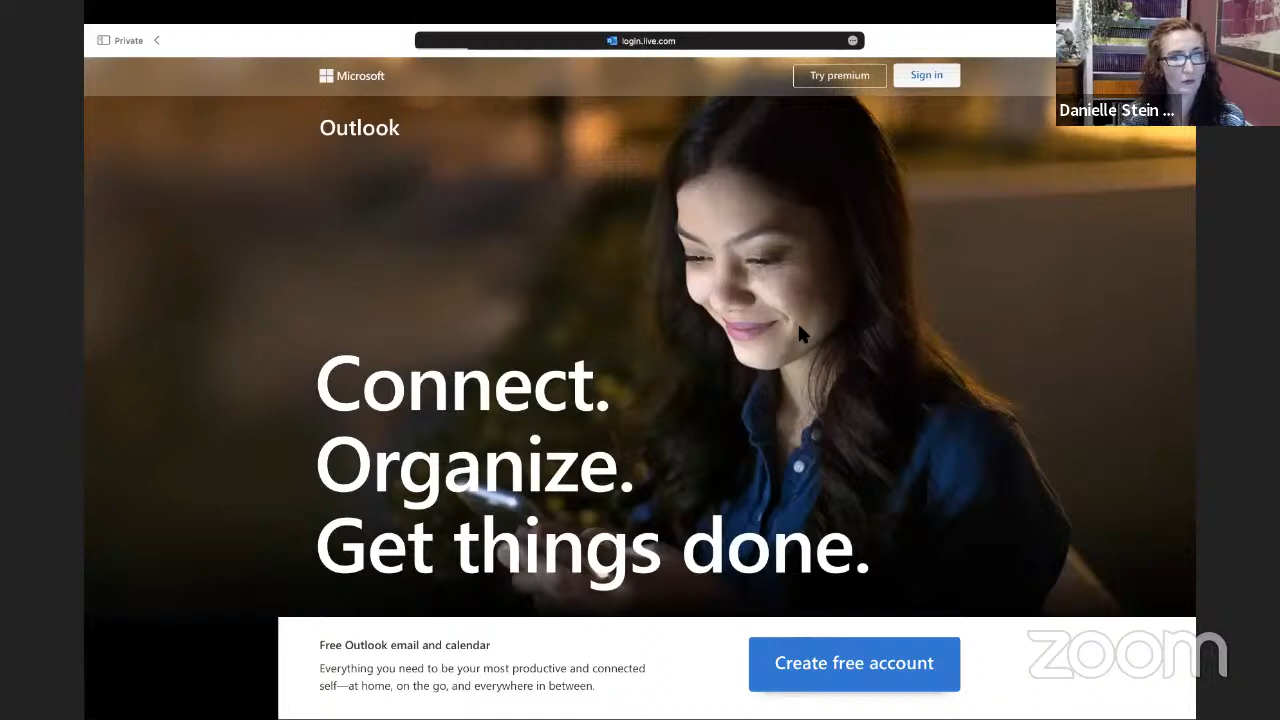 Private
login.live.com
Microsoft
Try premium
Sign in
Danielle Stein ...
Outlook
Connect.
Organize.
Get things done.
Free Outlook email and calendar
Everything you need to be your most productive and connected
self—at home, on the go, and everywhere in between.
Create free account
zoom